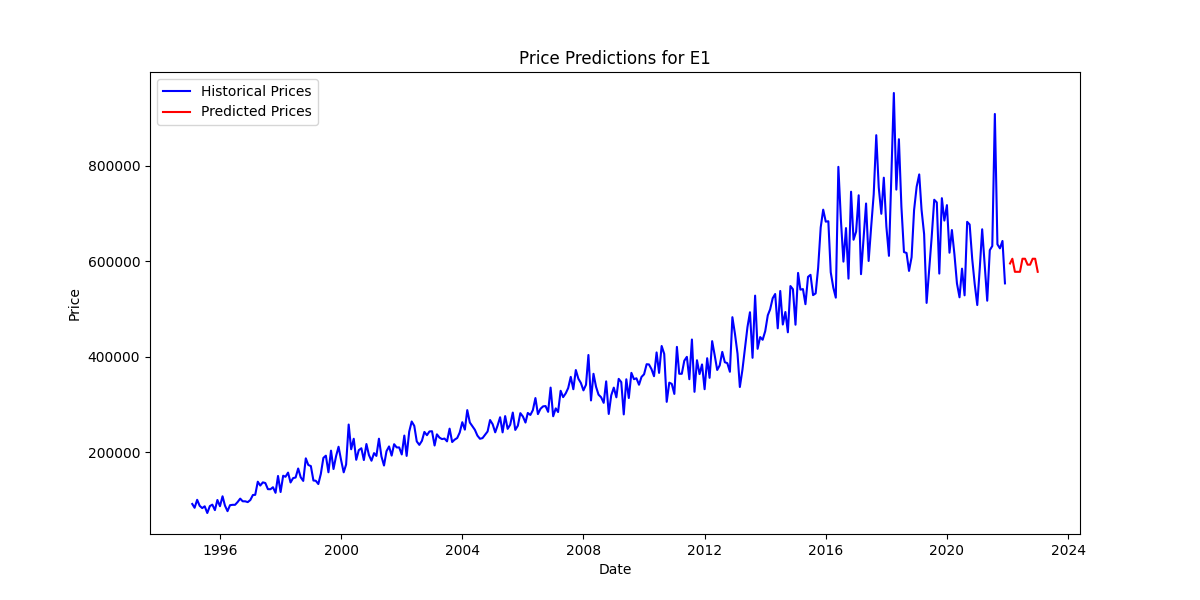 Price Predictions for E1
Historical Prices
Predicted Prices
Price
800000
600000
400000
200000
1996 2000 2004 2008 2012 2016 2020 2024
Date